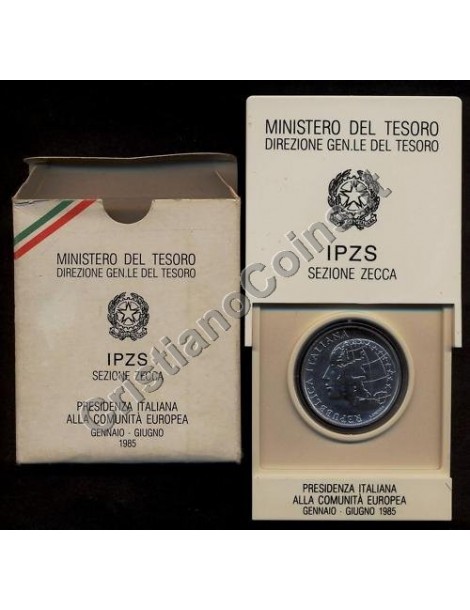 MINISTERO DEL TESORO
DIREZIONE GEN.LE DEL TESORO
IPZS
SEZIONE ZECCA
PRESIDENZA ITALIANA
ALLA COMUNITÀ EUROPEA
GENNAIO - GIUGNO
1985
MINISTERO DEL TESORO
DIREZIONE GEN.LE DEL TESORO
IPZS
SEZIONE ZECCA
REPVBBLICA ITALIANA
PRESIDENZA ITALIANA
ALLA COMUNITÀ EUROPEA
GENNAIO - GIUGNO 1985
CristianoCoins.it